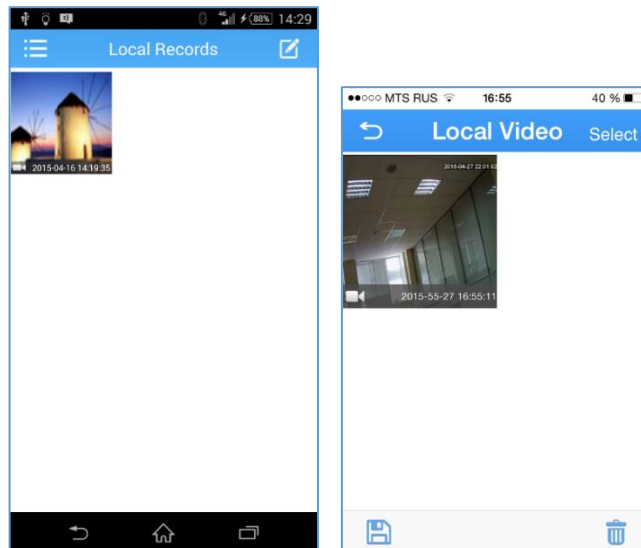 4G 88% 14:29
Local Records
2015-04-16 14:19:35
MTS RUS 16:55 40 %
Local Video Select
2015-55-27 16:55:11